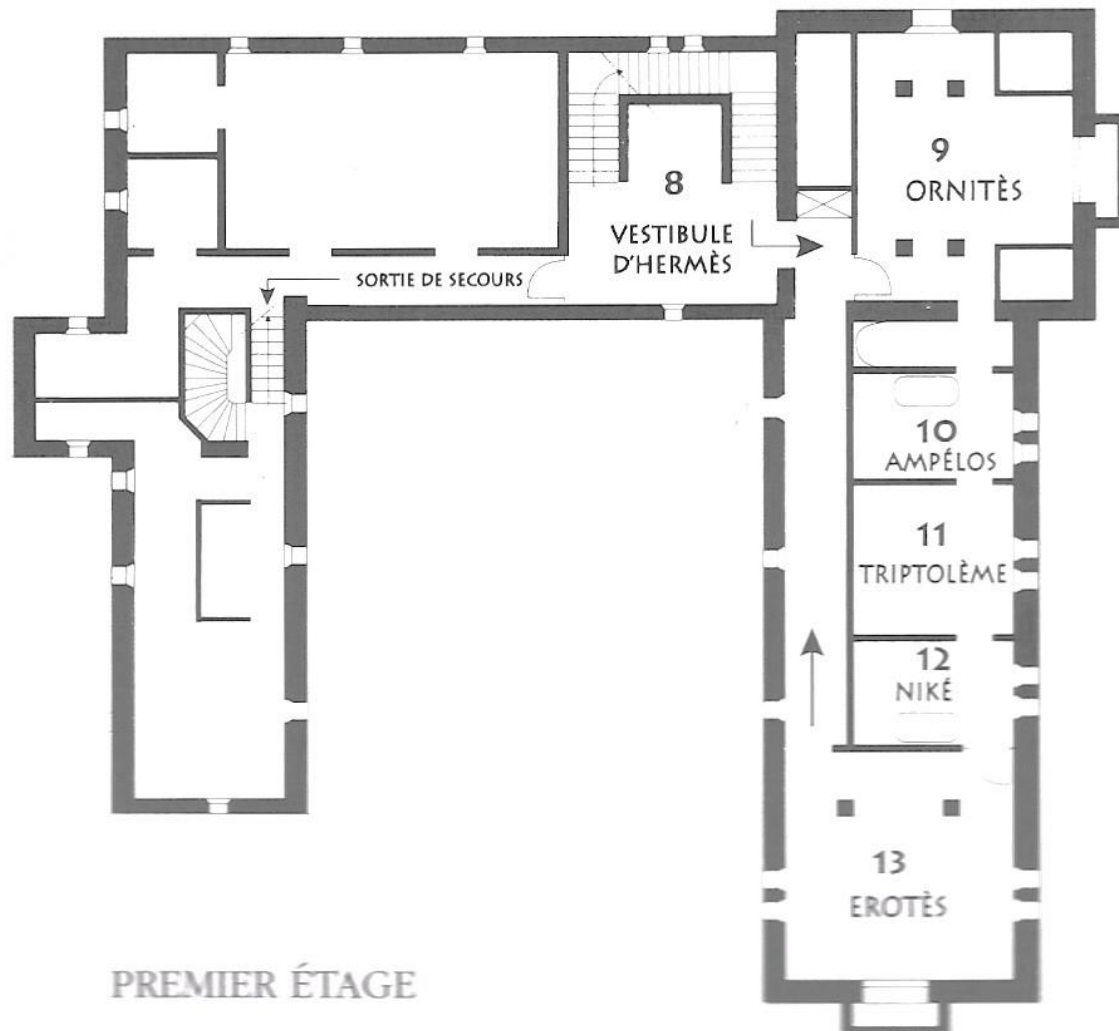 9
ORNITÈS
8
VESTIBULE
D'HERMÈS
SORTIE DE SECOURS
10
AMPÉLOS
11
TRIPTOLÈME
12
NIKÉ
13
EROTÈS
PREMIER ÉTAGE